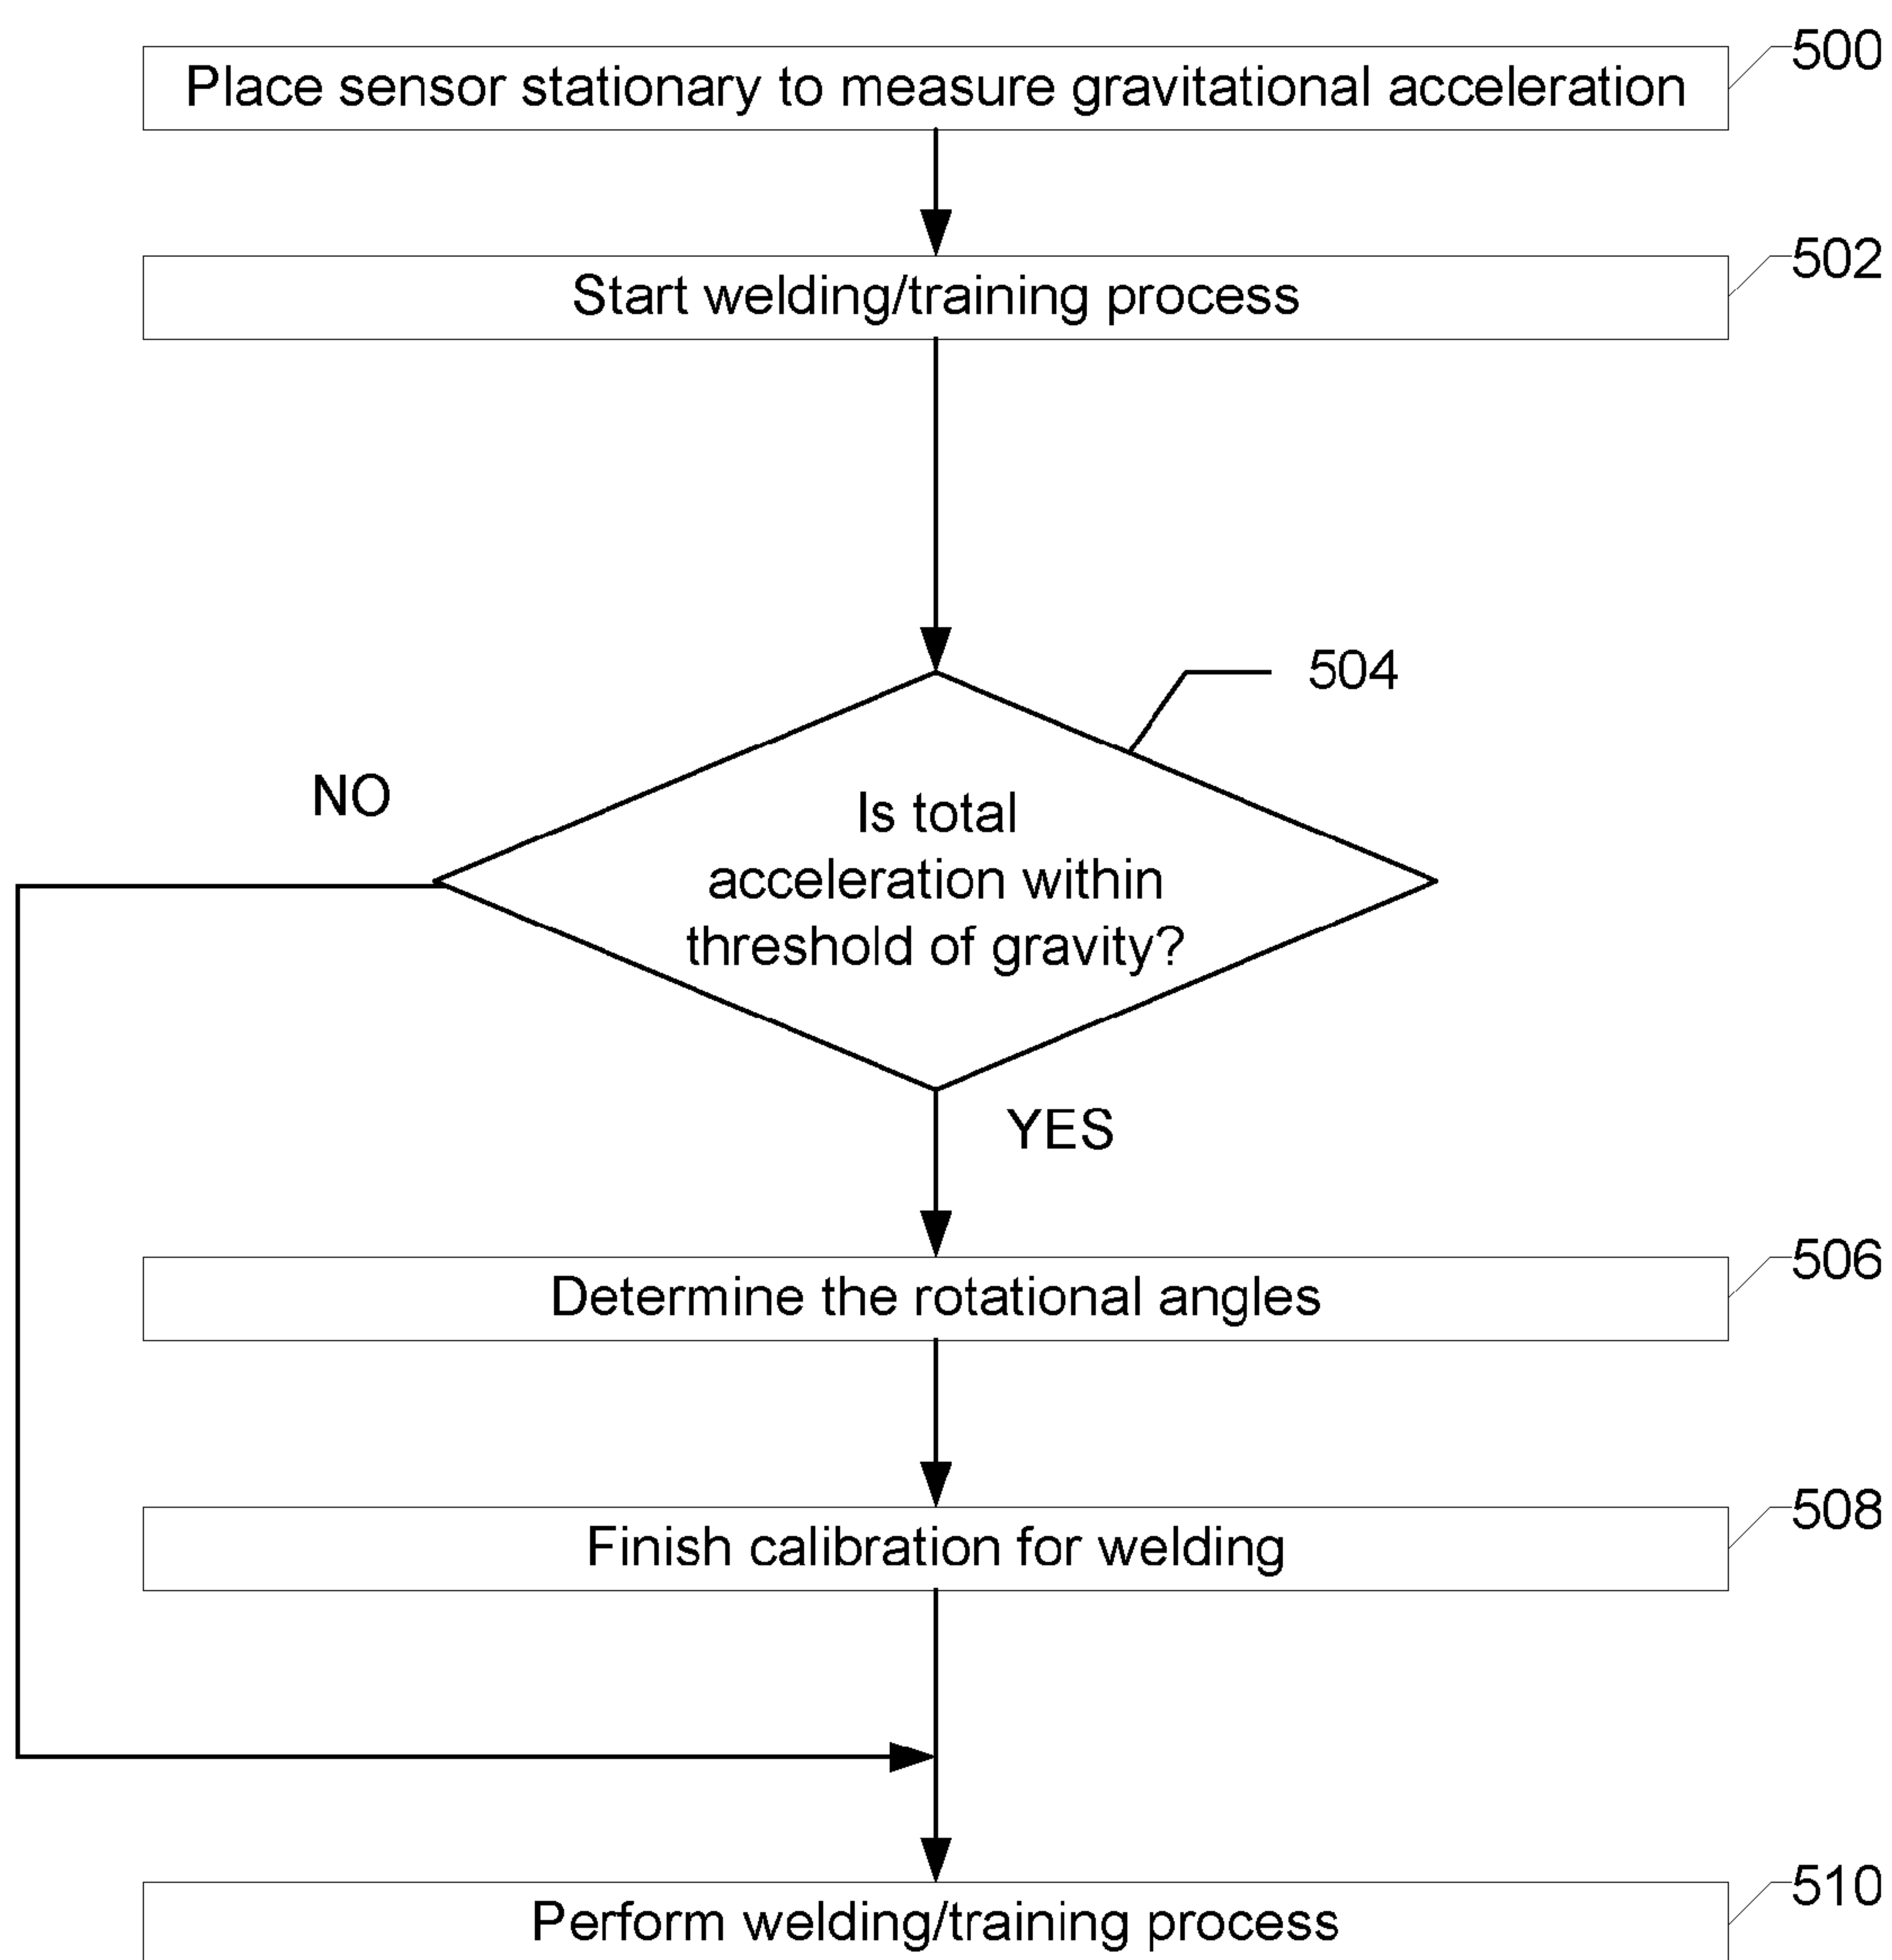 500
Place sensor stationary to measure gravitational acceleration
502
Start welding/training process
504
NO
Is total
acceleration within
threshold of gravity?
YES
506
Determine the rotational angles
508
Finish calibration for welding
510
Perform welding/training process